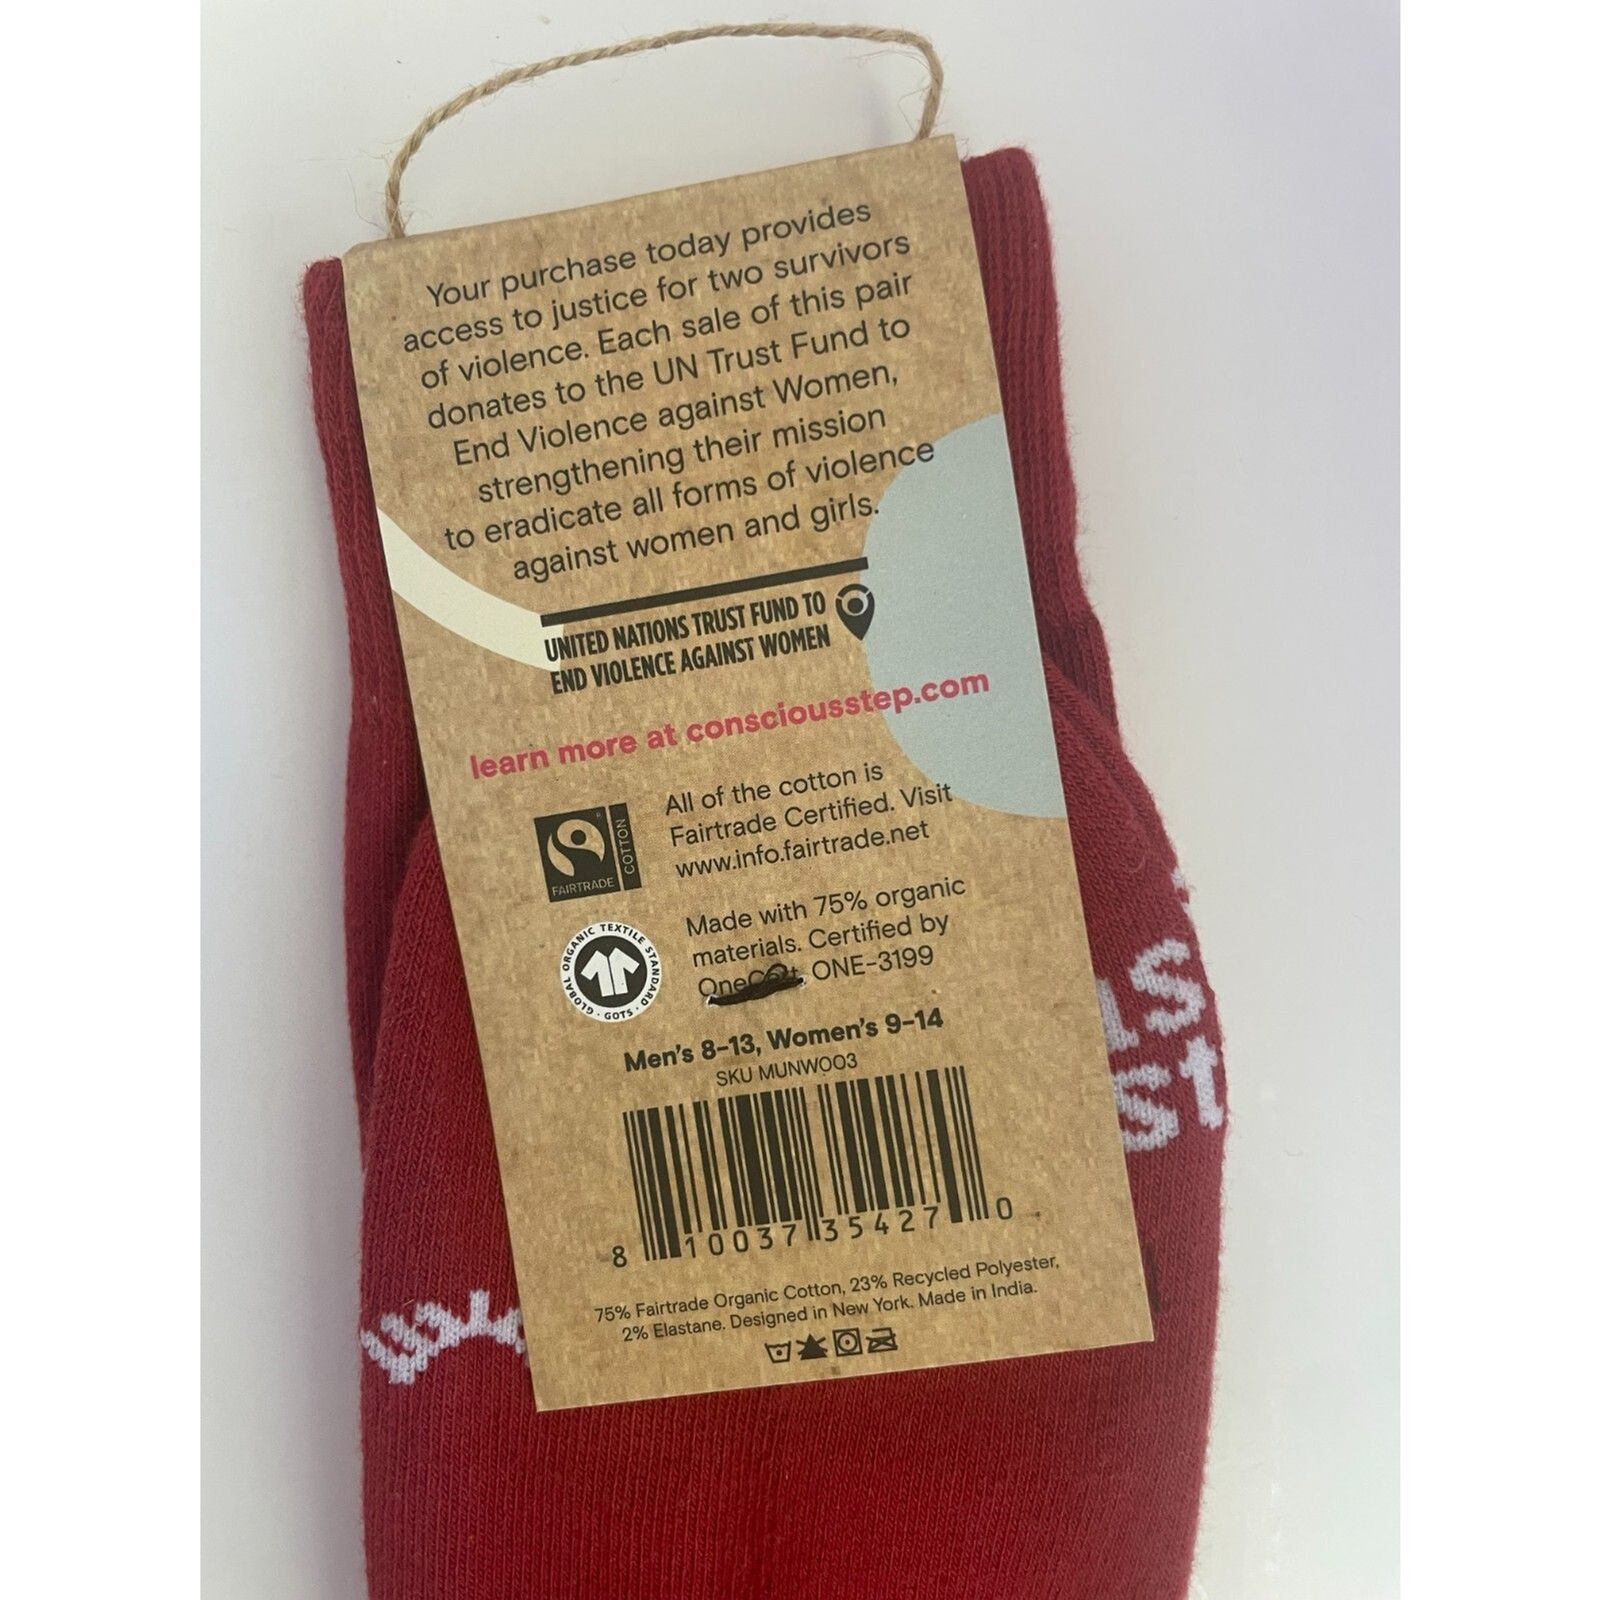 Your purchase today provides
access to justice for two survivors
of violence. Each sale of this pair
donates to the UN Trust Fund to
End Violence against Women,
strengthening their mission
to eradicate all forms of violence
against women and girls.
UNITED NATIONS TRUST FUND TO
END VIOLENCE AGAINST WOMEN
learn more at consciousstep.com
FAIRTRADE
COTTON
All of the cotton is
Fairtrade Certified. Visit
www.info.fairtrade.net
GLOBAL ORGANIC TEXTILE STANDARD · GOTS ·
Made with 75% organic
materials. Certified by
ONE-3199
Men's 8-13, Women's 9-14
SKU MUNW003
8 10037 35427 0
75% Fairtrade Organic Cotton, 23% Recycled Polyester,
2% Elastane. Designed in New York. Made in India.